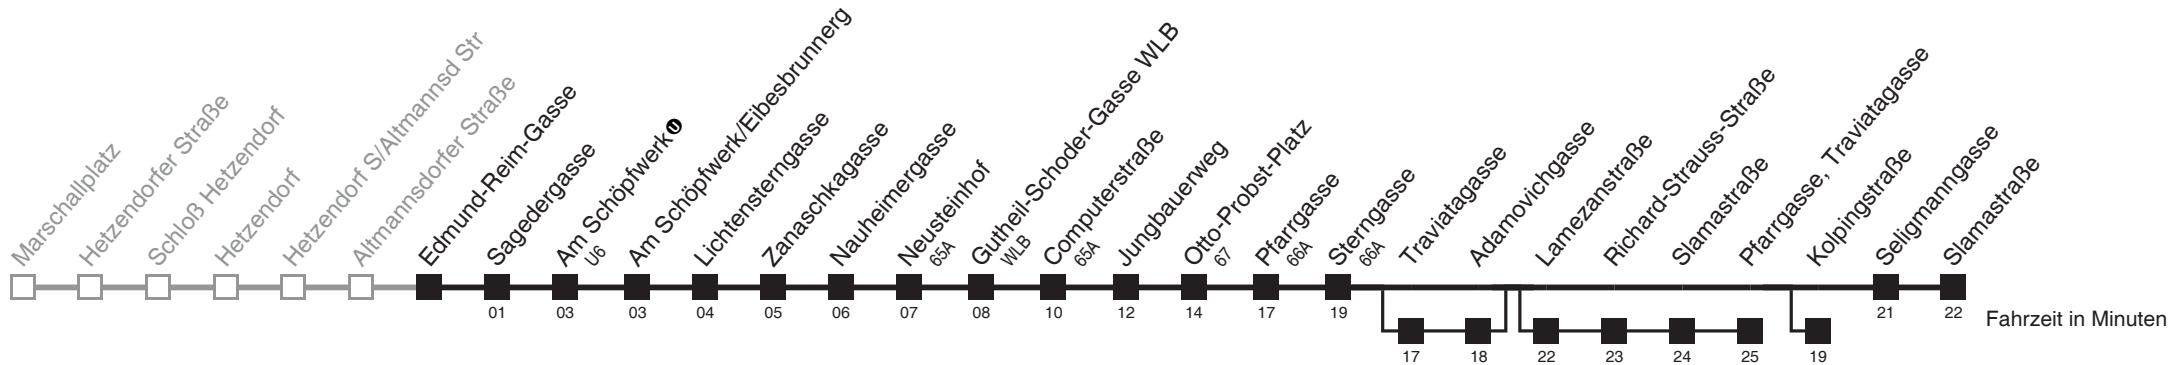 Marschallplatz
Hetzendorfer Straße
Schloß Hetzendorf
Hetzendorf
Hetzendorf S/Altmannsd Str
Altmannsdorfer Straße
Edmund-Reim-Gasse
Sagedergasse
Am Schöpfwerk U
U6
Am Schöpfwerk/Eibesbrunnerg
Lichtensterngasse
Zanaschkagasse
Nauheimergasse
Neusteinhof
65A
Gutheil-Schoder-Gasse WLB
WLB
Computerstraße
65A
Jungbauerweg
Otto-Probst-Platz
67
Pfarrgasse
66A
Sterngasse
66A
Traviatagasse
Adamovichgasse
Lamezanstraße
Richard-Strauss-Straße
Slamastraße
Pfarrgasse, Traviatagasse
Kolpingstraße
Seligmanngasse
Slamastraße
01 03 03 04 05 06 07 08 10 12 14 17 19 21 22
Fahrzeit in Minuten
17 18 22 23 24 25 19